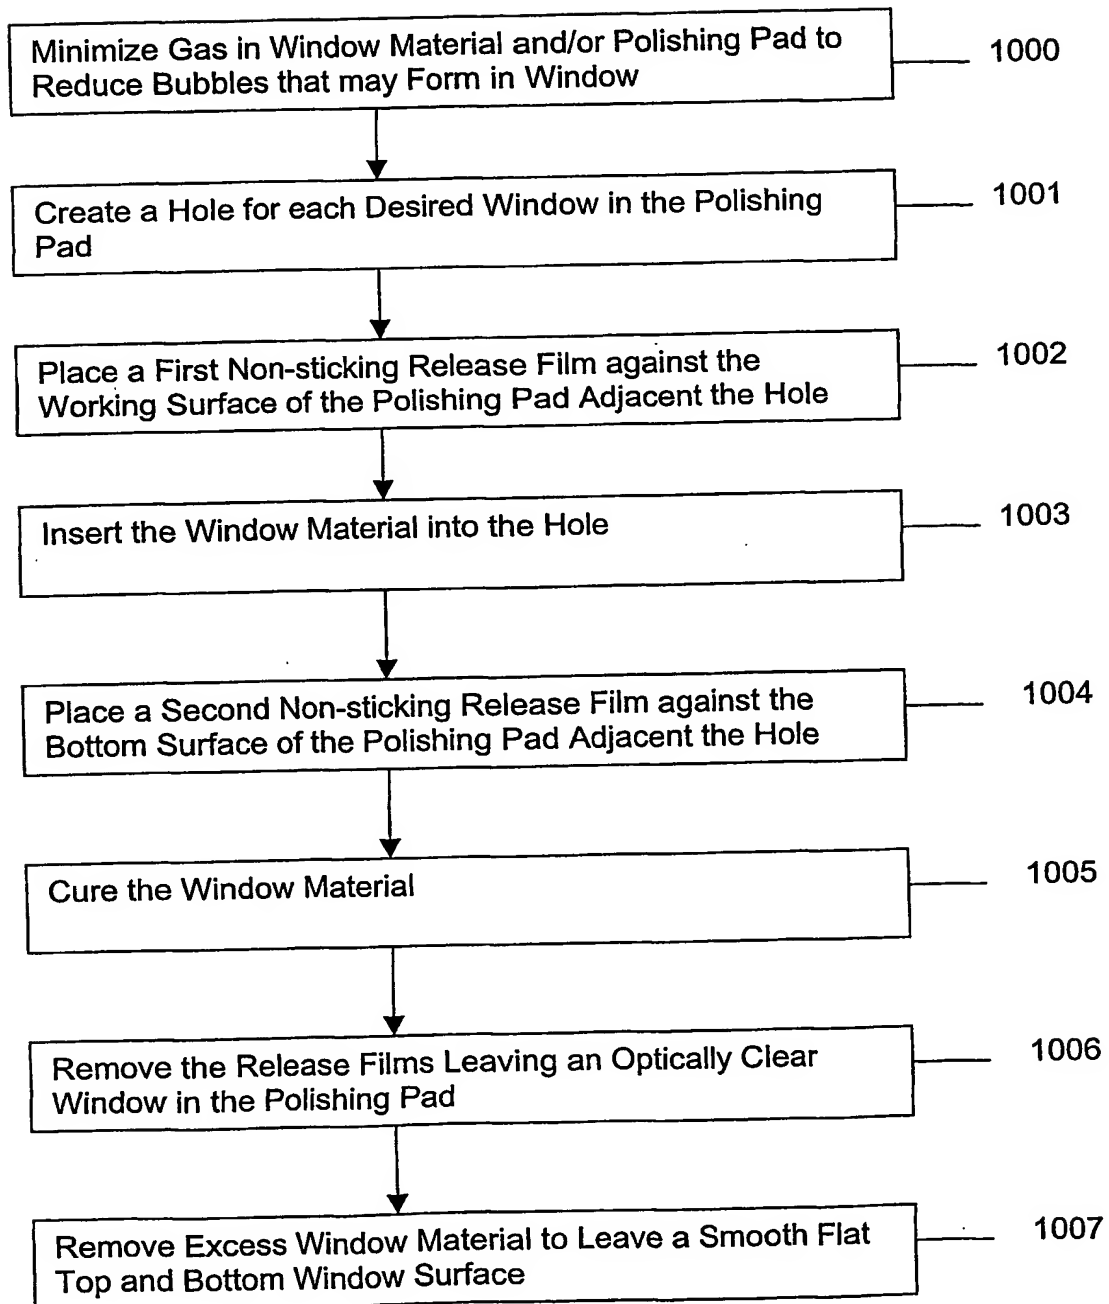 Minimize Gas in Window Material and/or Polishing Pad to
Reduce Bubbles that may Form in Window
1000
Create a Hole for each Desired Window in the Polishing
Pad
1001
Place a First Non-sticking Release Film against the
Working Surface of the Polishing Pad Adjacent the Hole
1002
Insert the Window Material into the Hole
1003
Place a Second Non-sticking Release Film against the
Bottom Surface of the Polishing Pad Adjacent the Hole
1004
Cure the Window Material
1005
Remove the Release Films Leaving an Optically Clear
Window in the Polishing Pad
1006
Remove Excess Window Material to Leave a Smooth Flat
Top and Bottom Window Surface
1007